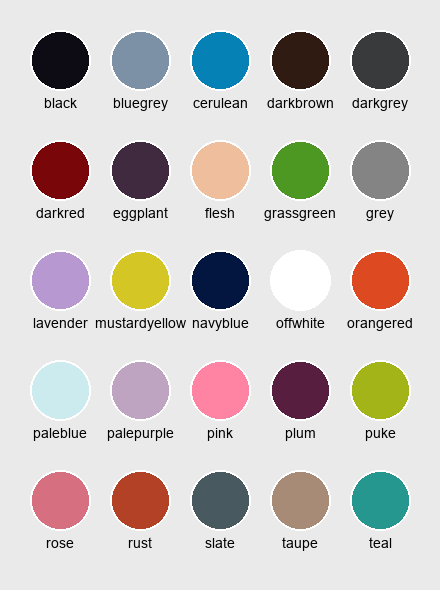 black bluegrey cerulean darkbrown darkgrey
darkred eggplant flesh grassgreen grey
lavender mustardyellow navyblue offwhite orangered
paleblue palepurple pink plum puke
rose rust slate taupe teal